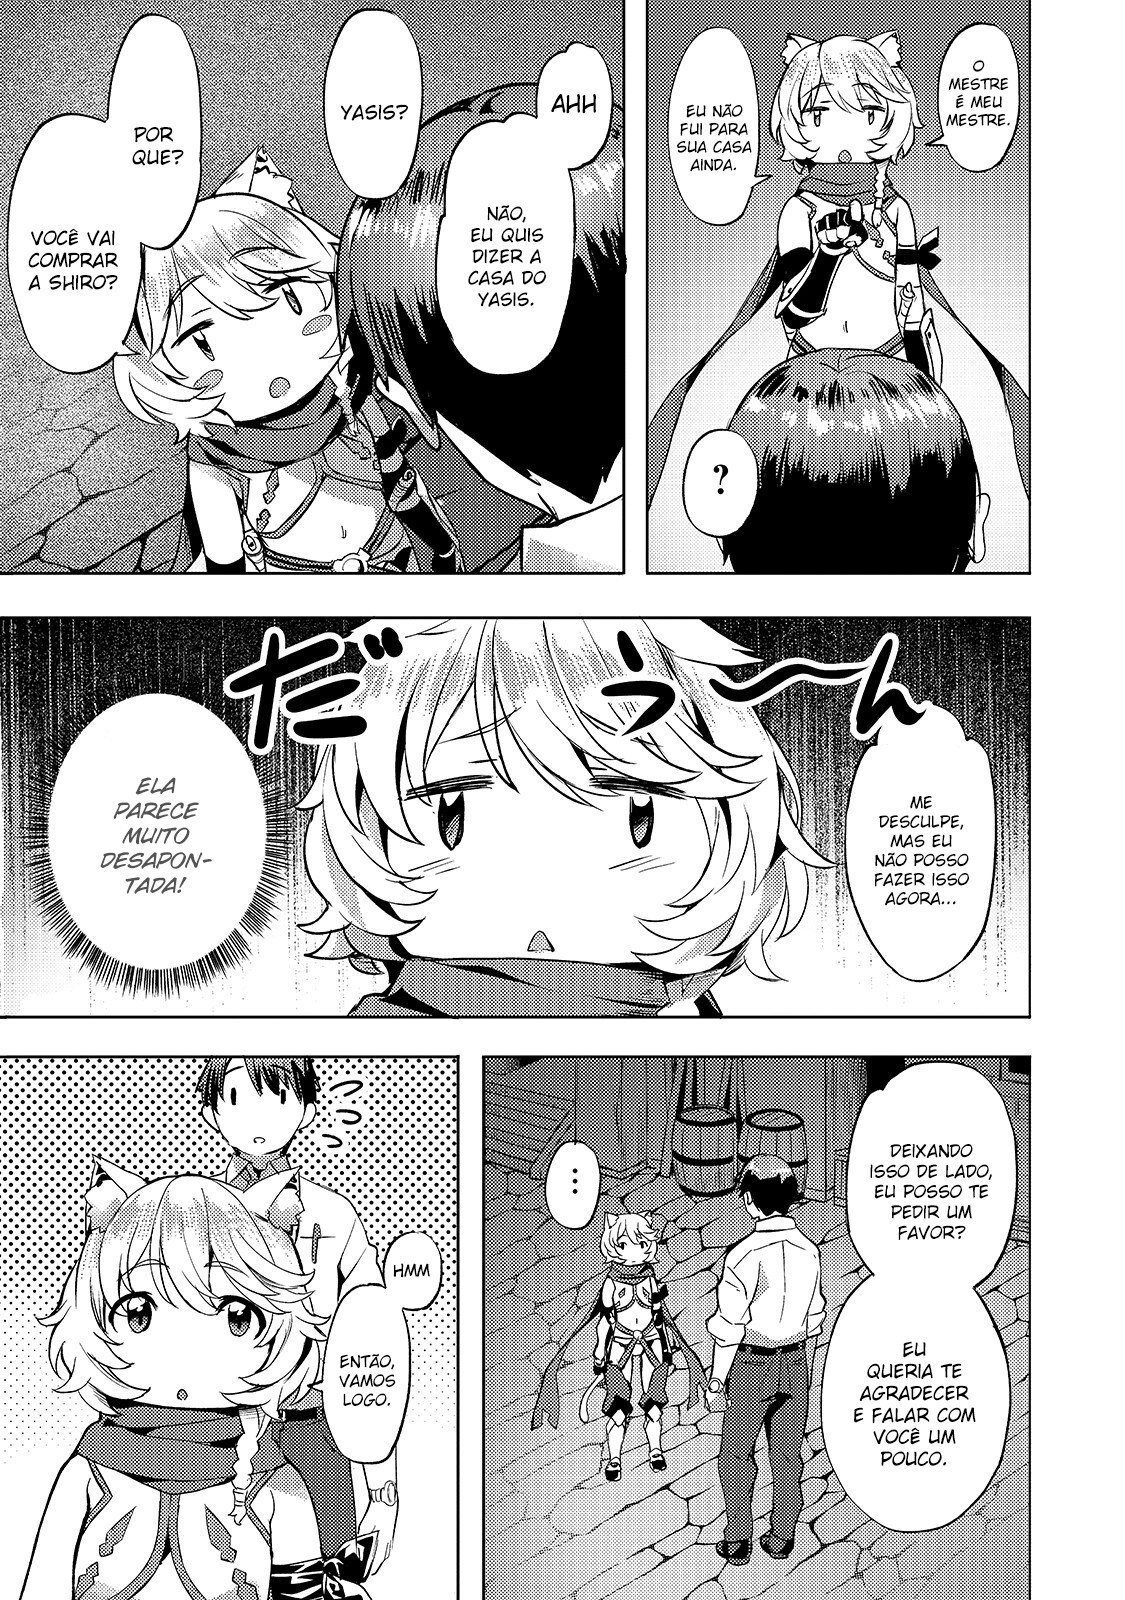 O
MESTRE
É MEU
MESTRE.
EU NÃO
FUI PARA
SUA CASA
AINDA.
?
AHH
NÃO,
EU QUIS
DIZER A
CASA DO
YASIS.
YASIS?
POR
QUE?
VOCÊ VAI
COMPRAR
A SHIRO?
だう〜ん
ME
DESCULPE,
MAS EU
NÃO POSSO
FAZER ISSO
AGORA...
ELA
PARECE
MUITO
DESAPON-
TADA!
DEIXANDO
ISSO DE LADO,
EU POSSO TE
PEDIR UM
FAVOR?
EU
QUERIA TE
AGRADECER
E FALAR COM
VOCÊ UM
POUCO.
...
HMM
ENTÃO,
VAMOS
LOGO.